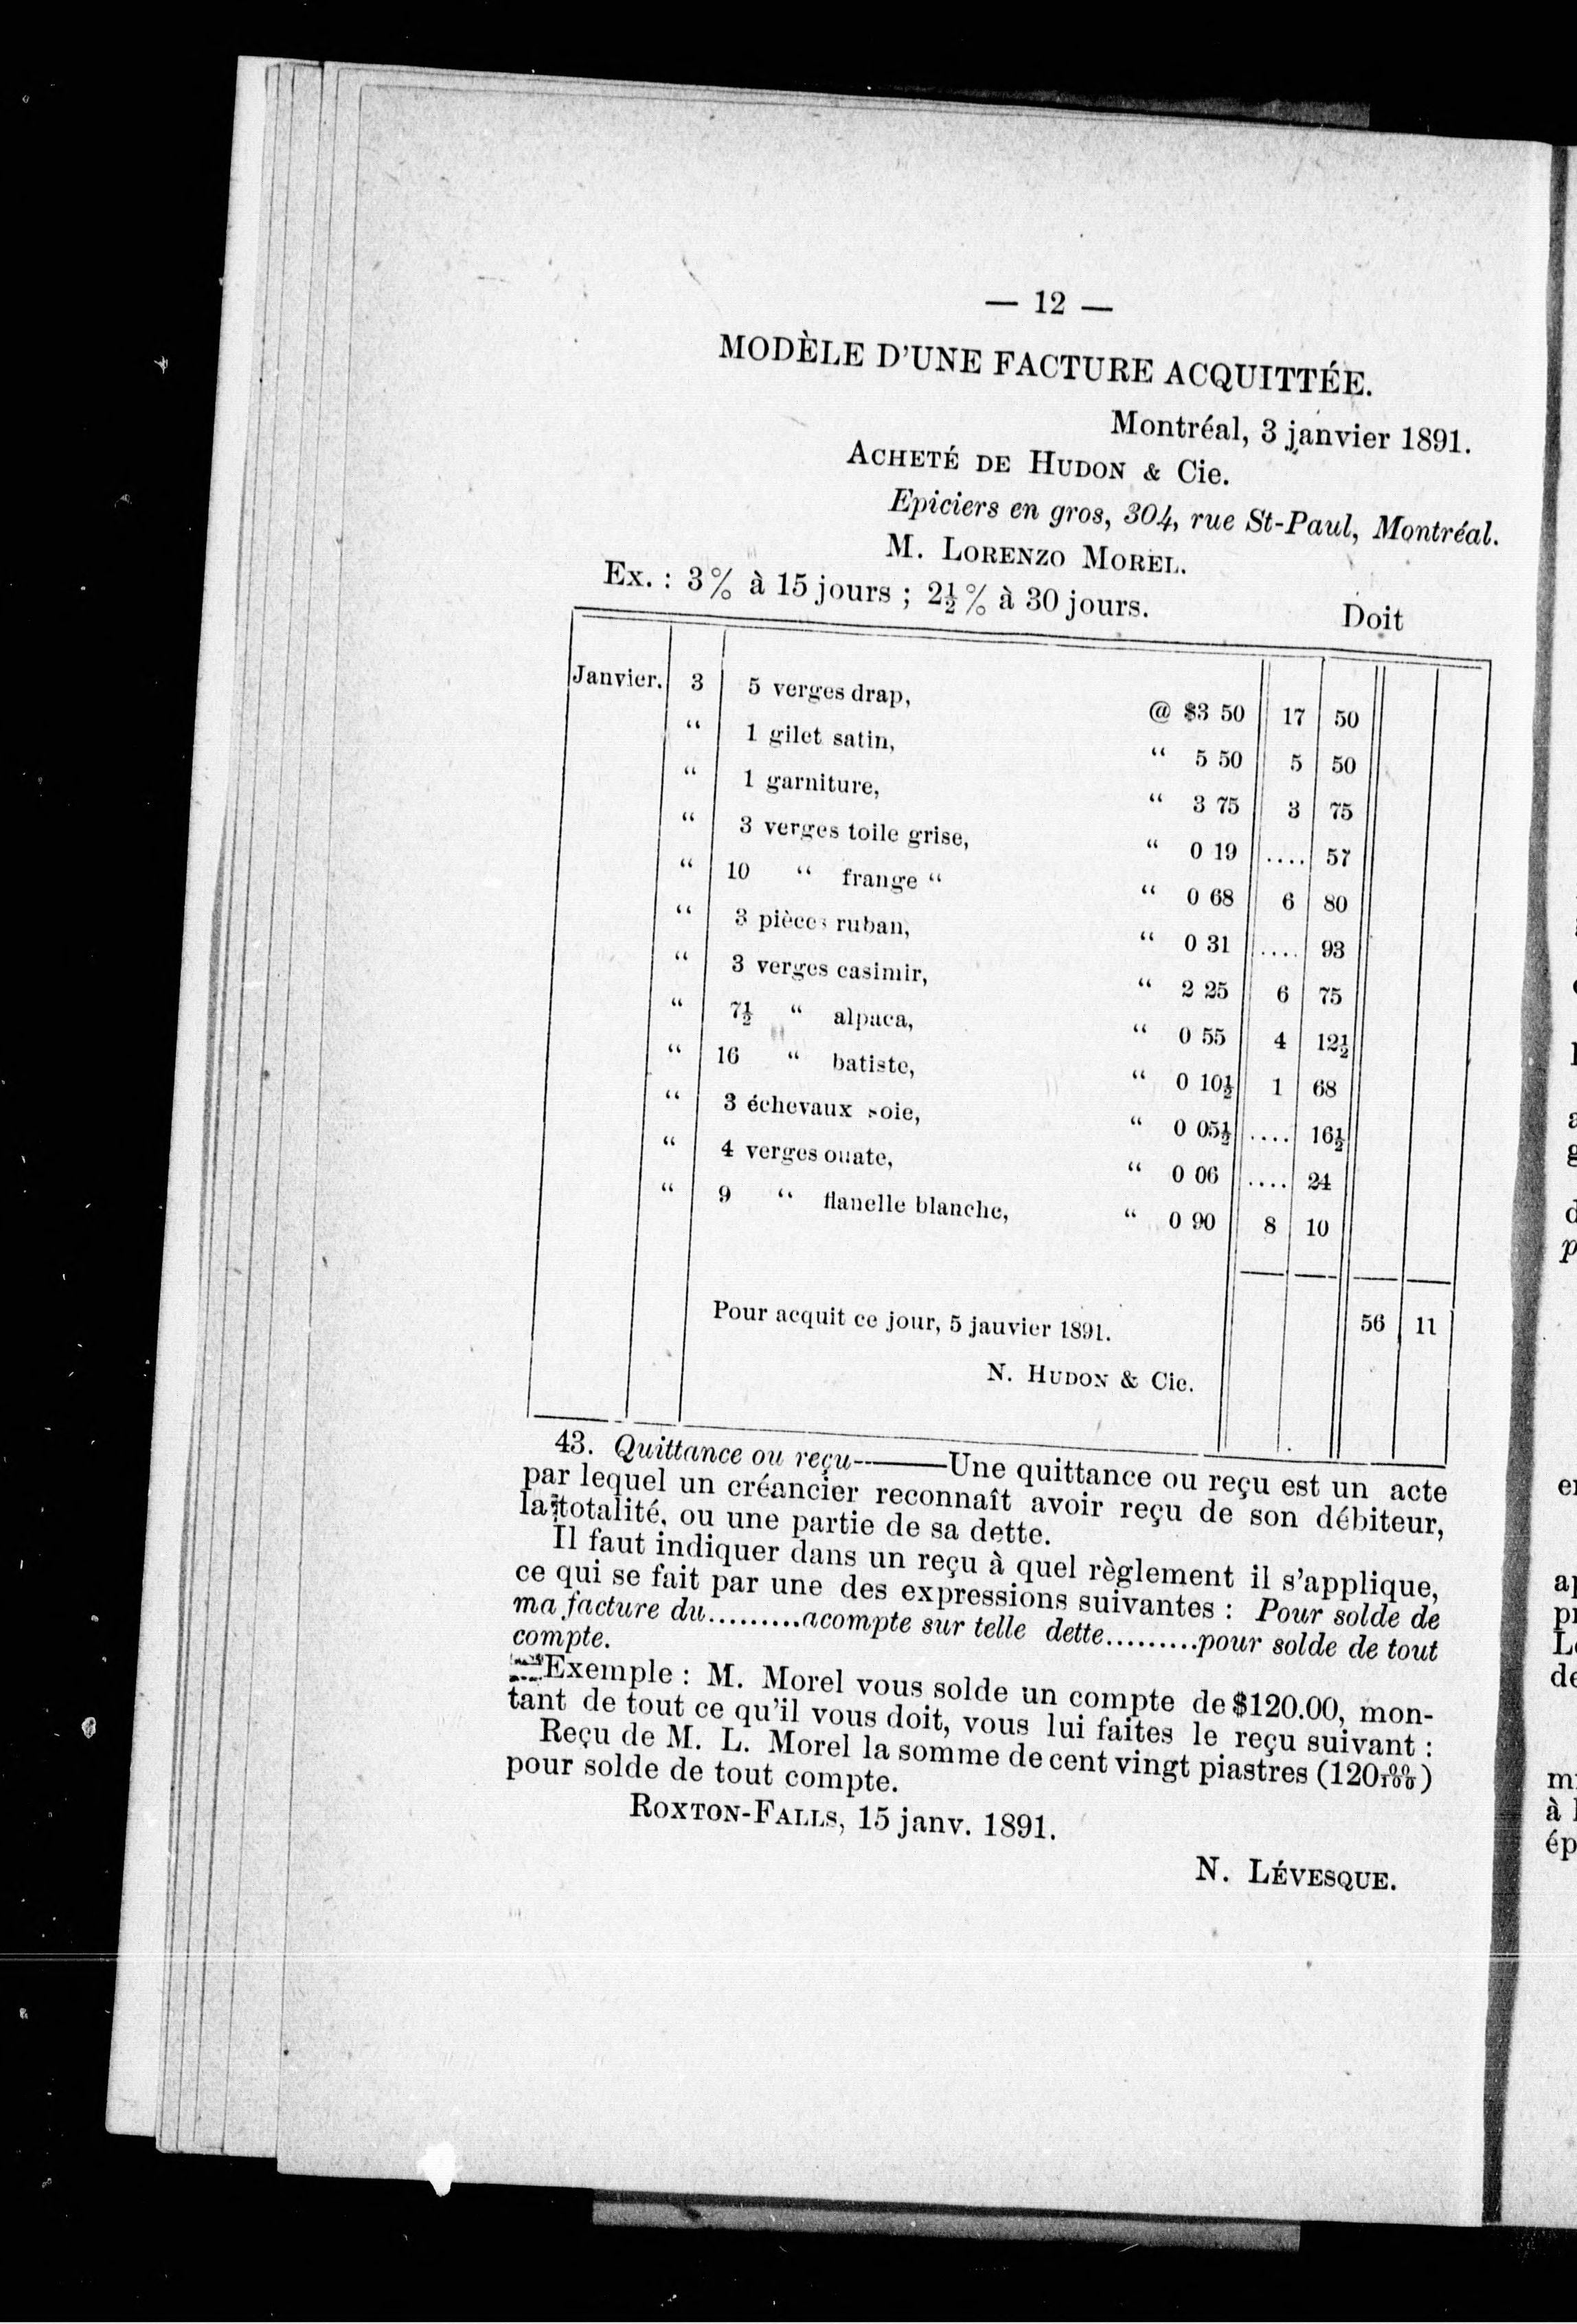 — 12 —
MODÈLE D'UNE FACTURE ACQUITTÉE.
Montréal, 3 janvier 1891.
ACHETÉ DE HUDON & Cie.
Epiciers en gros, 304, rue St-Paul, Montréal.
M. LORENZO MOREL.
Ex. : 3% à 15 jours ; 2½% à 30 jours.
Doit
Janvier. 3 5 verges drap, @ $3 50 17 50
“ 1 gilet satin, “ 5 50 5 50
“ 1 garniture, “ 3 75 3 75
“ 3 verges toile grise, “ 0 19 .... 57
“ 10 “ frange “ “ 0 68 6 80
“ 3 pièces ruban, “ 0 31 .... 93
“ 3 verges casimir, “ 2 25 6 75
“ 7½ “ alpaca, “ 0 55 4 12½
“ 16 “ batiste, “ 0 10½ 1 68
“ 3 échevaux soie, “ 0 05½ .... 16½
“ 4 verges ouate, “ 0 06 .... 24
“ 9 “ flanelle blanche, “ 0 90 8 10
Pour acquit ce jour, 5 jauvier 1891. 56 11
N. HUDON & Cie.
43. Quittance ou reçu-———Une quittance ou reçu est un acte
par lequel un créancier reconnaît avoir reçu de son débiteur,
la totalité, ou une partie de sa dette.
Il faut indiquer dans un reçu à quel règlement il s'applique,
ce qui se fait par une des expressions suivantes : Pour solde de
ma facture du.........acompte sur telle dette.........pour solde de tout
compte.
Exemple : M. Morel vous solde un compte de $120.00, mon-
tant de tout ce qu'il vous doit, vous lui faites le reçu suivant :
Reçu de M. L. Morel la somme de cent vingt piastres (120 00/100)
pour solde de tout compte.
ROXTON-FALLS, 15 janv. 1891.
N. LÉVESQUE.